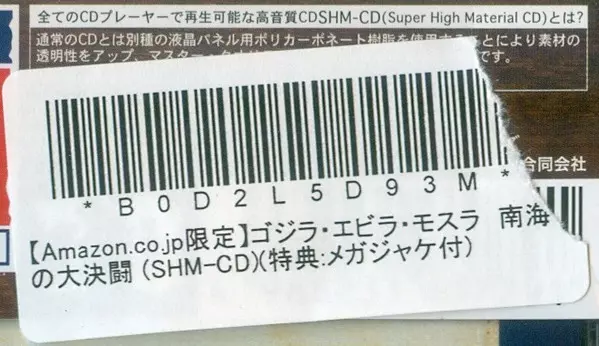 全てのCDプレーヤーで再生可能な高音質CDSHM-CD(Super High Material CD)とは?
通常のCDとは別種の液晶パネル用ポリカーボネート樹脂を使用することにより素材の
透明性をアップ、マスター
です。
合同会社
*B0D2L5D93M*
【Amazon.co.jp限定】ゴジラ・エビラ・モスラ 南海
の大決闘 (SHM-CD)(特典:メガジャケ付)